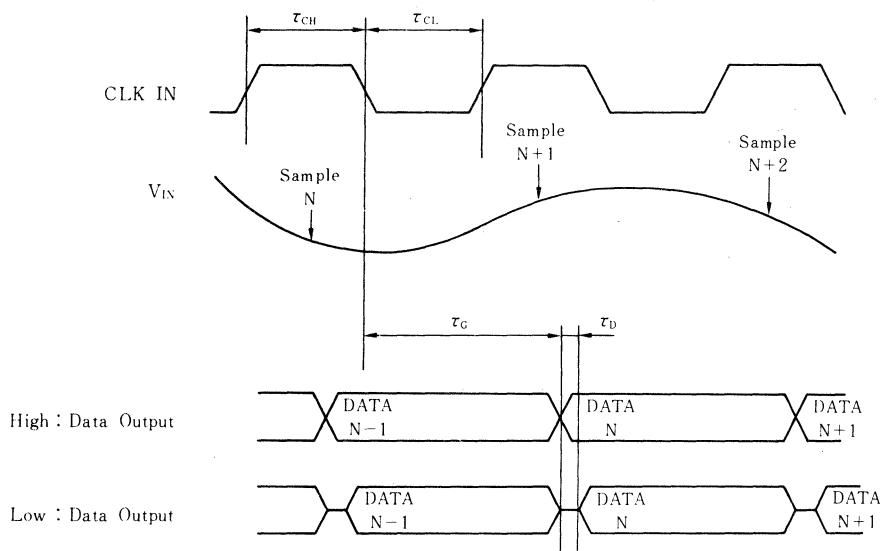 τCH
τCL
CLK IN
Sample
N
Sample
N+1
Sample
N+2
VIN
τG
τD
High : Data Output
DATA
N−1
DATA
N
DATA
N+1
Low : Data Output
DATA
N−1
DATA
N
DATA
N+1